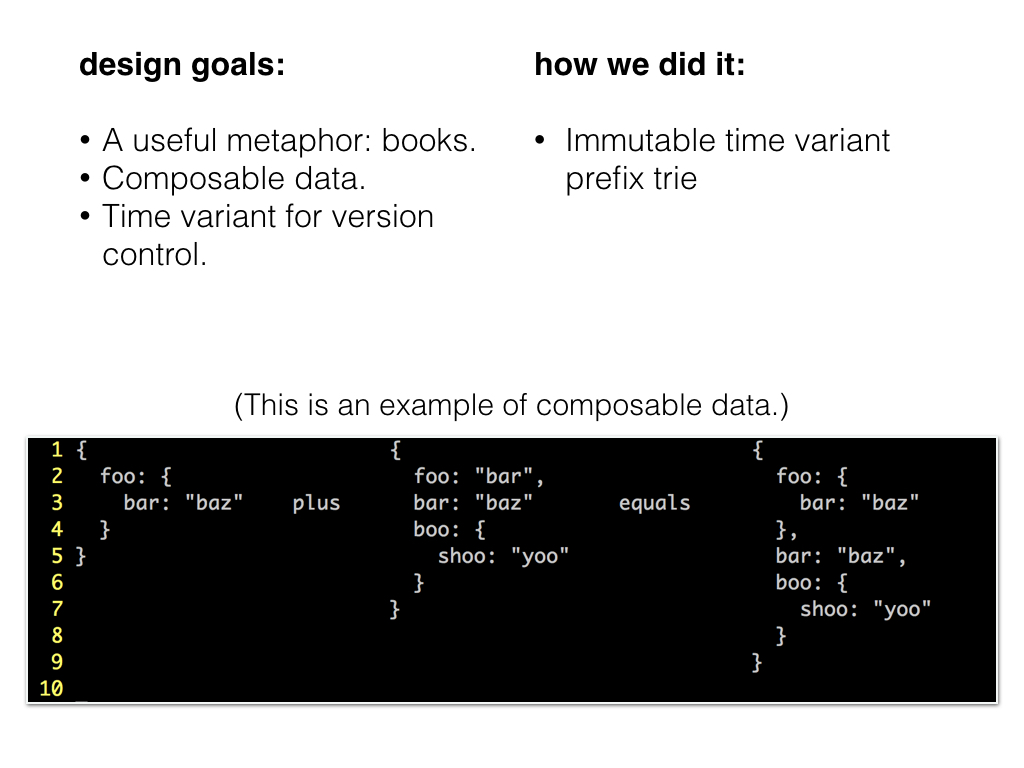 design goals:
• A useful metaphor: books.
• Composable data.
• Time variant for version
control.
how we did it:
• Immutable time variant
prefix trie
(This is an example of composable data.)
1 { { {
2 foo: { foo: "bar", foo: {
3 bar: "baz" plus bar: "baz" equals bar: "baz"
4 } boo: { },
5 } shoo: "yoo" bar: "baz",
6 } boo: {
7 } shoo: "yoo"
8 }
9 }
10